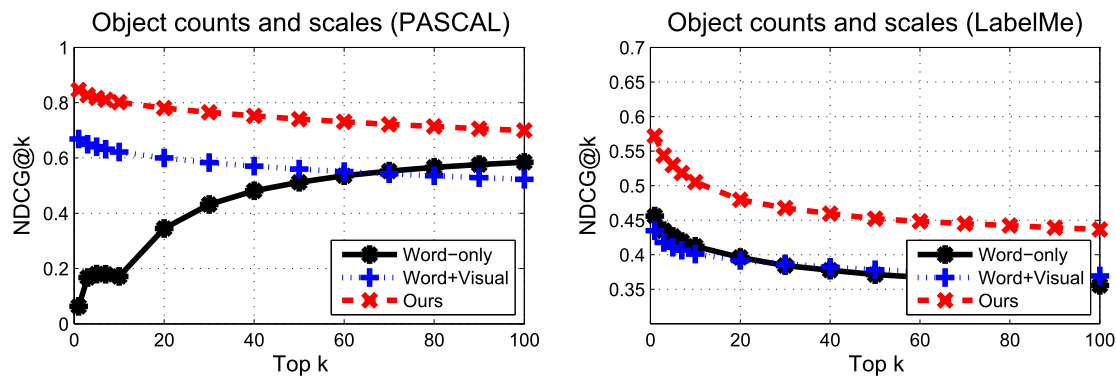 Object counts and scales (PASCAL)
1
0.8
0.6
0.4
0.2
0
NDCG@k
0 20 40 60 80 100
Top k
Word−only
Word+Visual
Ours
Object counts and scales (LabelMe)
0.7
0.65
0.6
0.55
0.5
0.45
0.4
0.35
NDCG@k
0 20 40 60 80 100
Top k
Word−only
Word+Visual
Ours